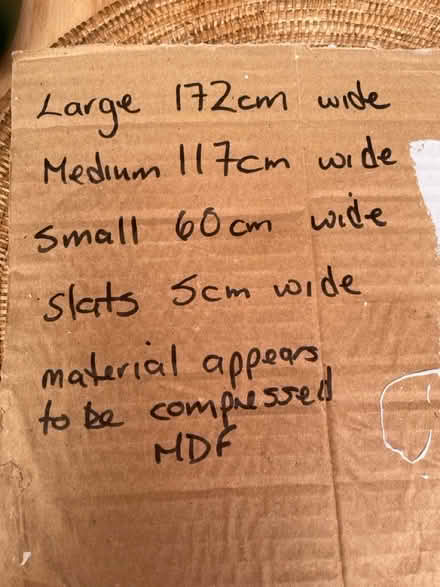 Large 172cm wide
Medium 117cm wide
small 60cm wide
slats 5cm wide
material appears
to be compressed
MDF